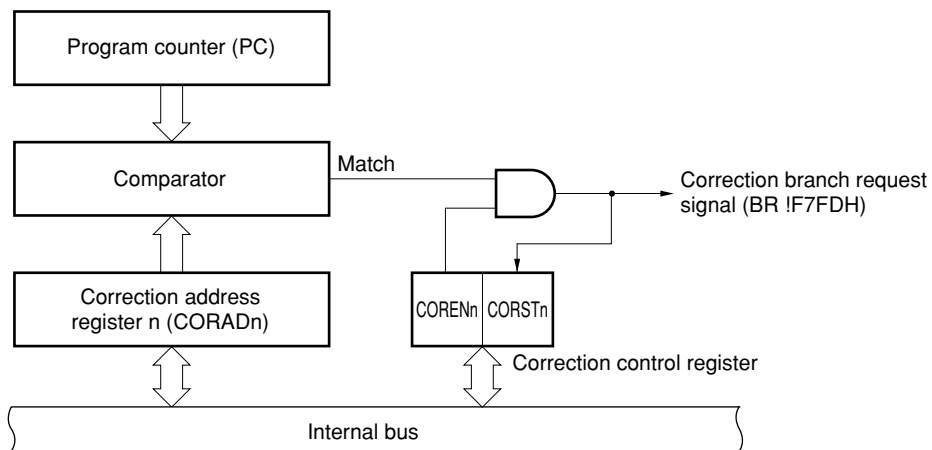 Program counter (PC)
Comparator
Match
Correction branch request
signal (BR !F7FDH)
Correction address
register n (CORADn)
CORENn
CORSTn
Correction control register
Internal bus